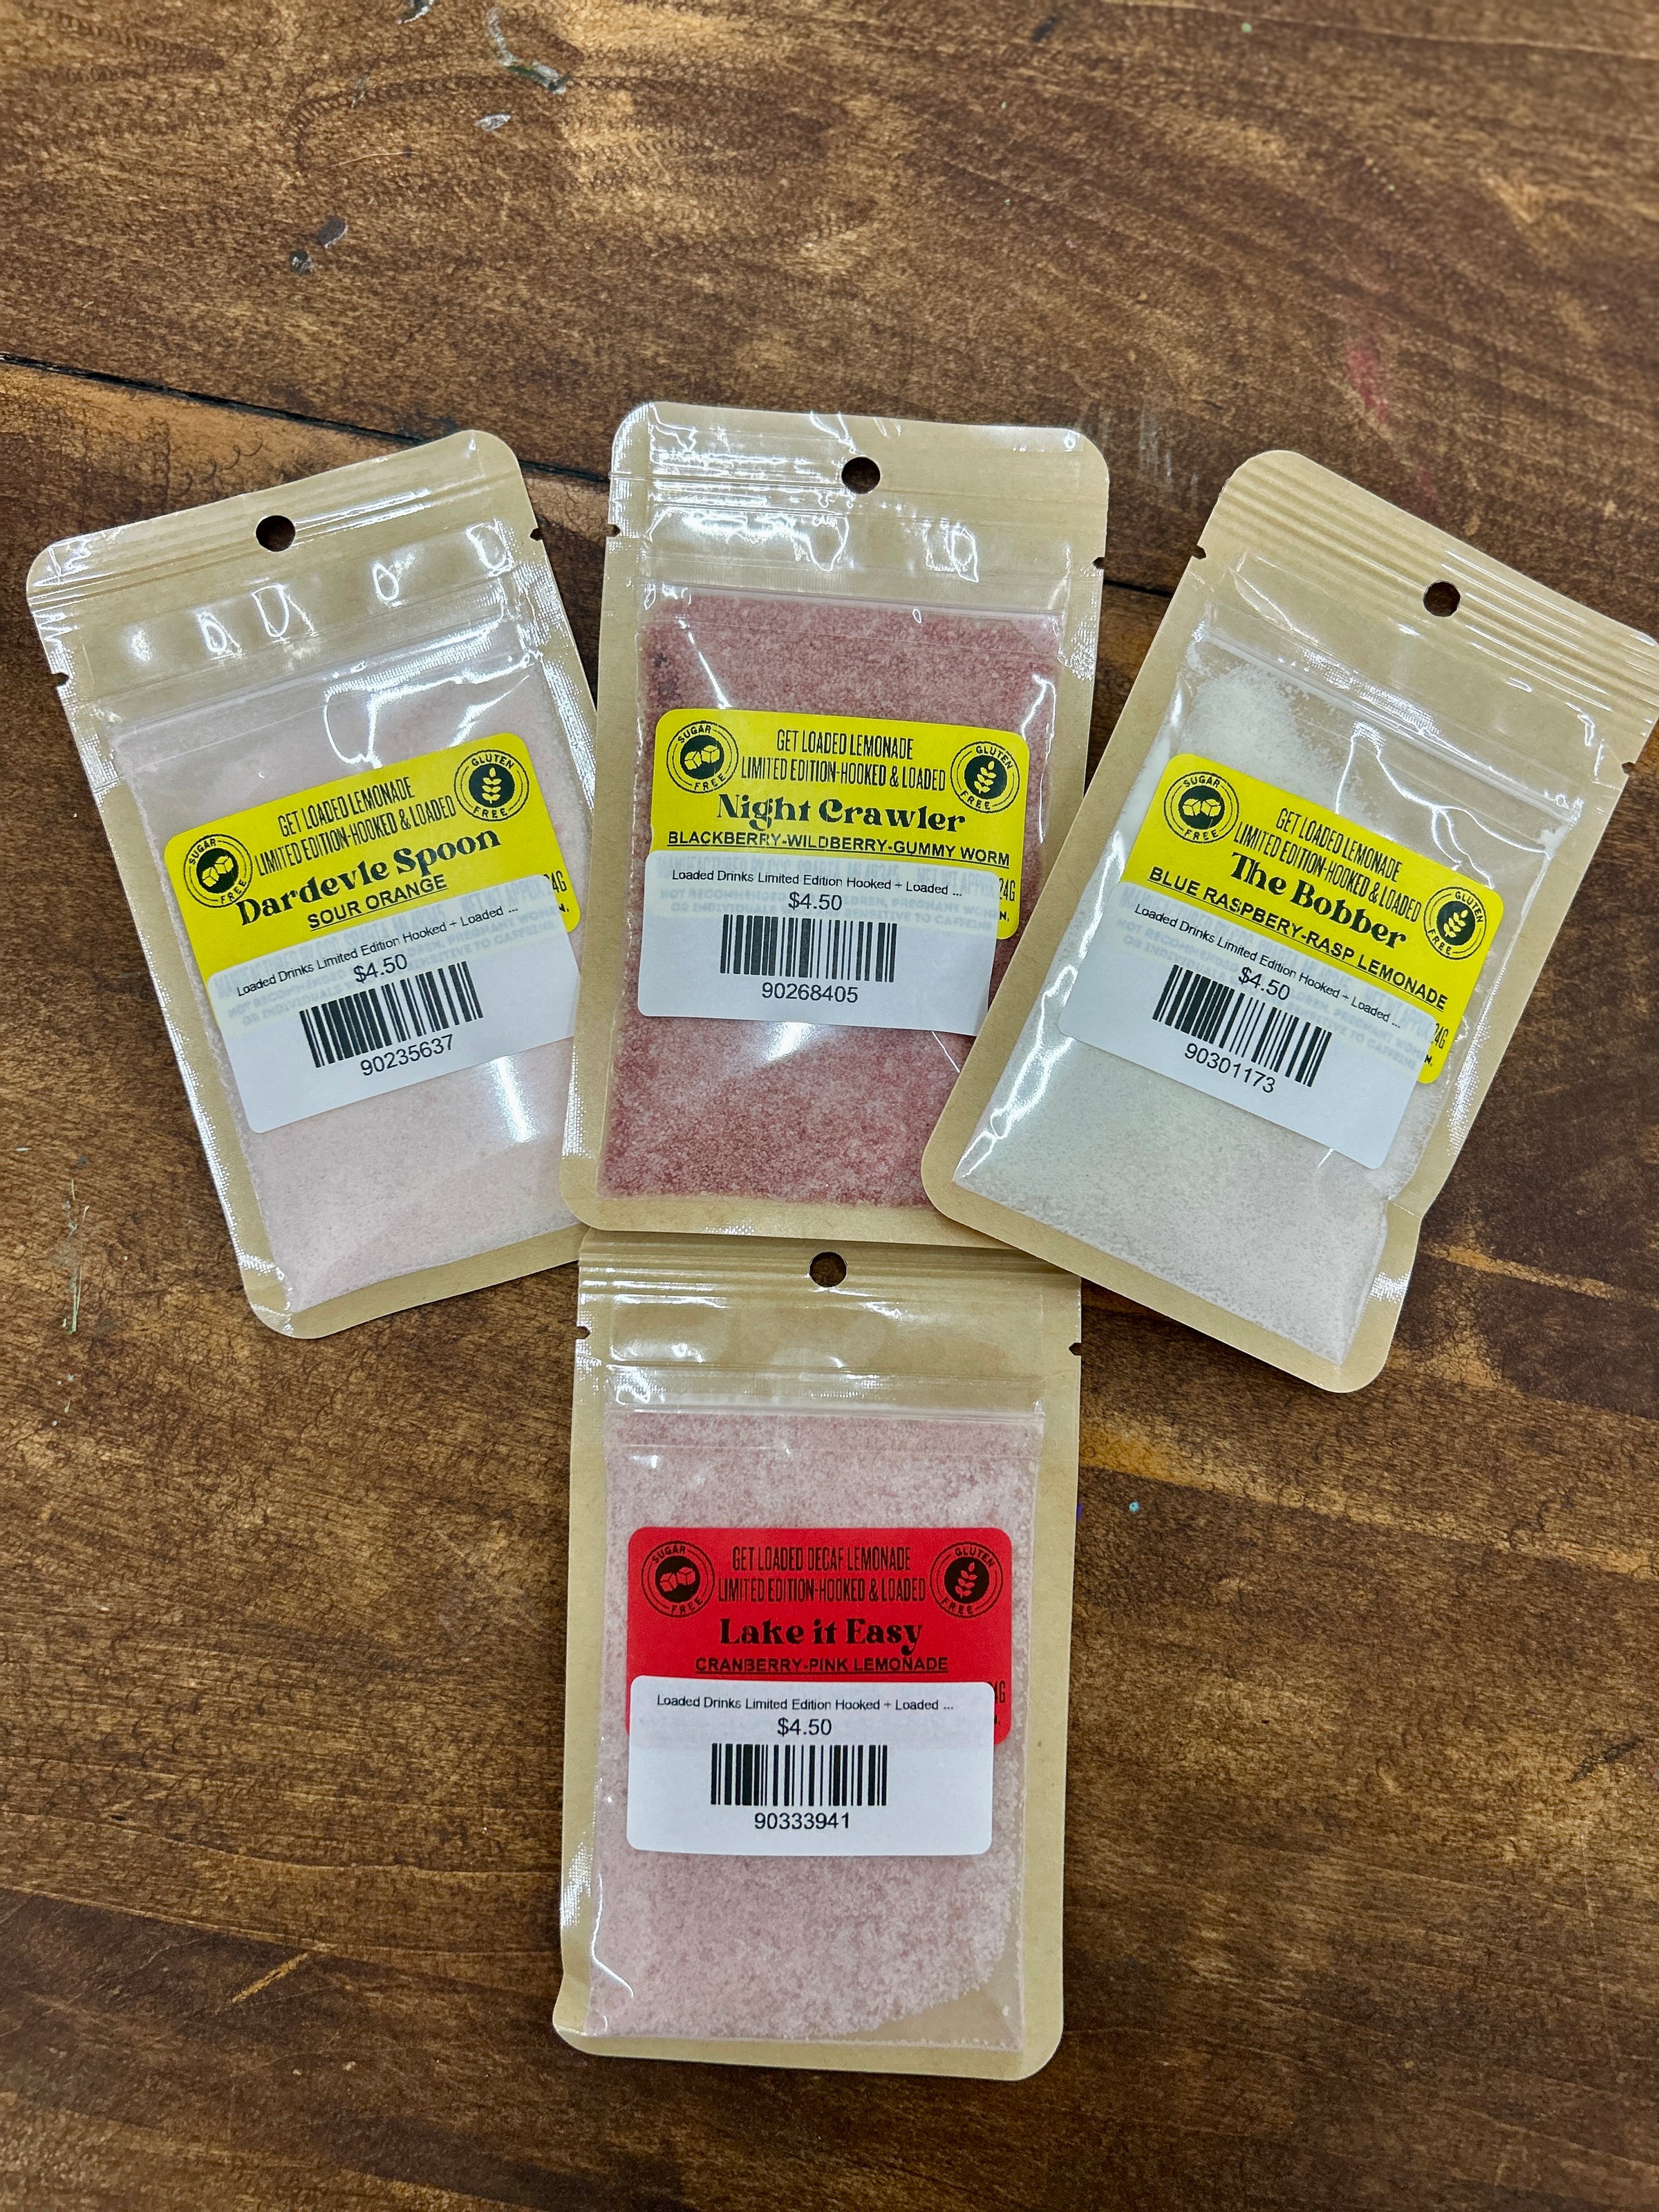 SUGAR
FREE
GET LOADED LEMONADE
LIMITED EDITION-HOOKED & LOADED
GLUTEN
FREE
Dardevle Spoon
SOUR ORANGE
24G
N.
Loaded Drinks Limited Edition Hooked + Loaded ...
$4.50
90235637
SUGAR
FREE
GET LOADED LEMONADE
LIMITED EDITION-HOOKED & LOADED
GLUTEN
FREE
Night Crawler
BLACKBERRY-WILDBERRY-GUMMY WORM
24G
N.
Loaded Drinks Limited Edition Hooked + Loaded ...
$4.50
90268405
SUGAR
FREE
GET LOADED LEMONADE
LIMITED EDITION-HOOKED & LOADED
GLUTEN
FREE
The Bobber
BLUE RASPBERY-RASP LEMONADE
24G
N.
Loaded Drinks Limited Edition Hooked + Loaded ...
$4.50
90301173
SUGAR
FREE
GET LOADED DECAF LEMONADE
LIMITED EDITION-HOOKED & LOADED
GLUTEN
FREE
Lake it Easy
CRANBERRY-PINK LEMONADE
Loaded Drinks Limited Edition Hooked + Loaded ...
$4.50
90333941